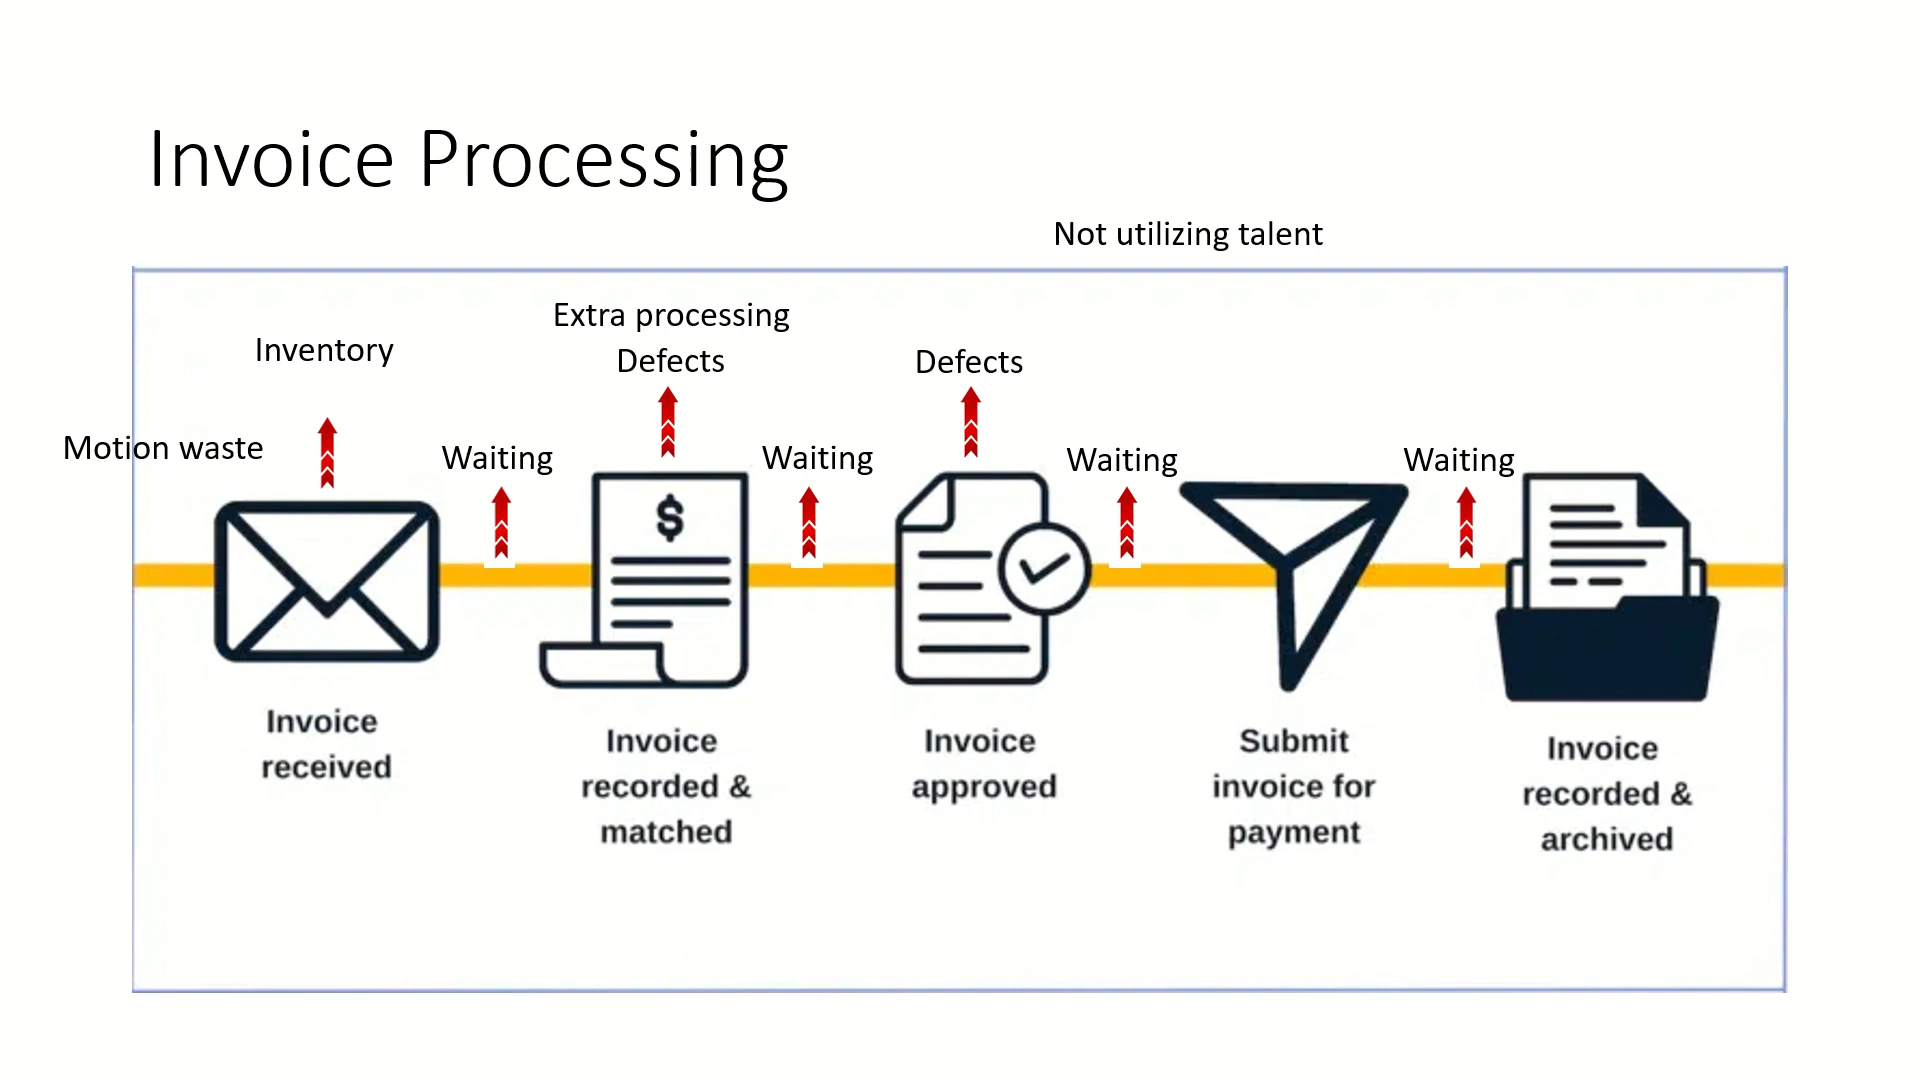 Invoice Processing
Not utilizing talent
Extra processing
Inventory
Defects
Defects
Motion waste
Waiting
Waiting
Waiting
Waiting
$
Invoice
received
Invoice
recorded &
matched
Invoice
approved
Submit
invoice for
payment
Invoice
recorded &
archived